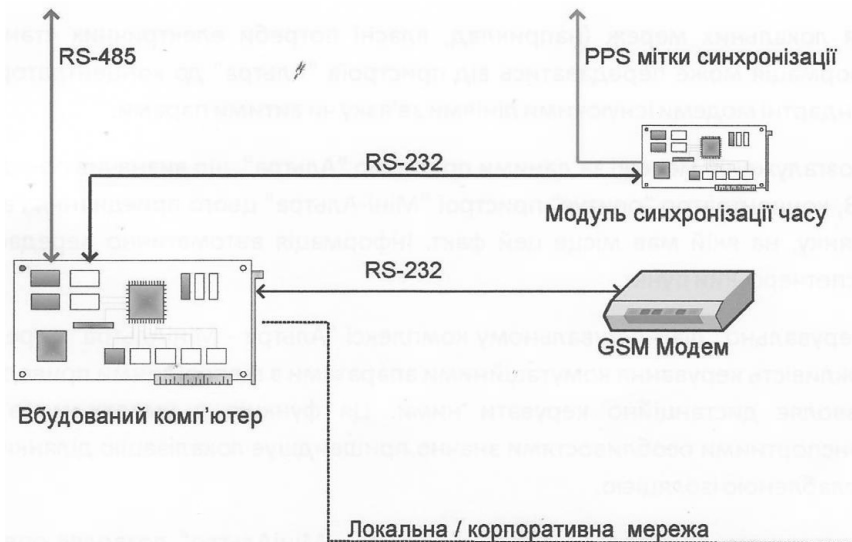 RS-485
PPS мітки синхронізації
RS-232
Модуль синхронізації часу
RS-232
GSM Модем
Вбудований комп'ютер
Локальна / корпоративна мережа